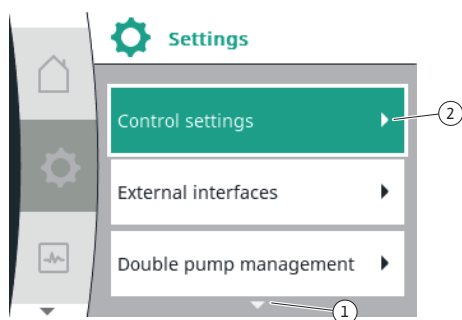 Settings
Control settings
2
External interfaces
Double pump management
1